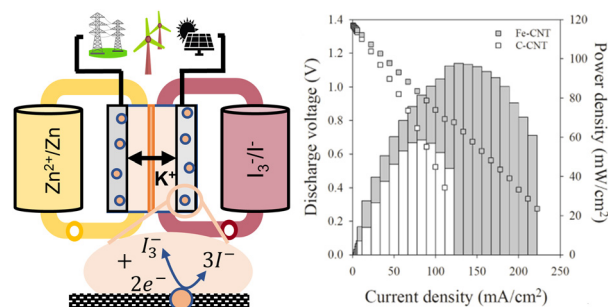 Zn²⁺/Zn
K⁺
I₃⁻/I⁻
I₃⁻
3I⁻
+
2e⁻
Discharge voltage (V)
1.4
1.2
1.0
0.8
0.6
0.4
0.2
0.0
Fe-CNT
C-CNT
120
100
80
60
40
20
0
Power density (mW/cm²)
0 50 100 150 200 250
Current density (mA/cm²)